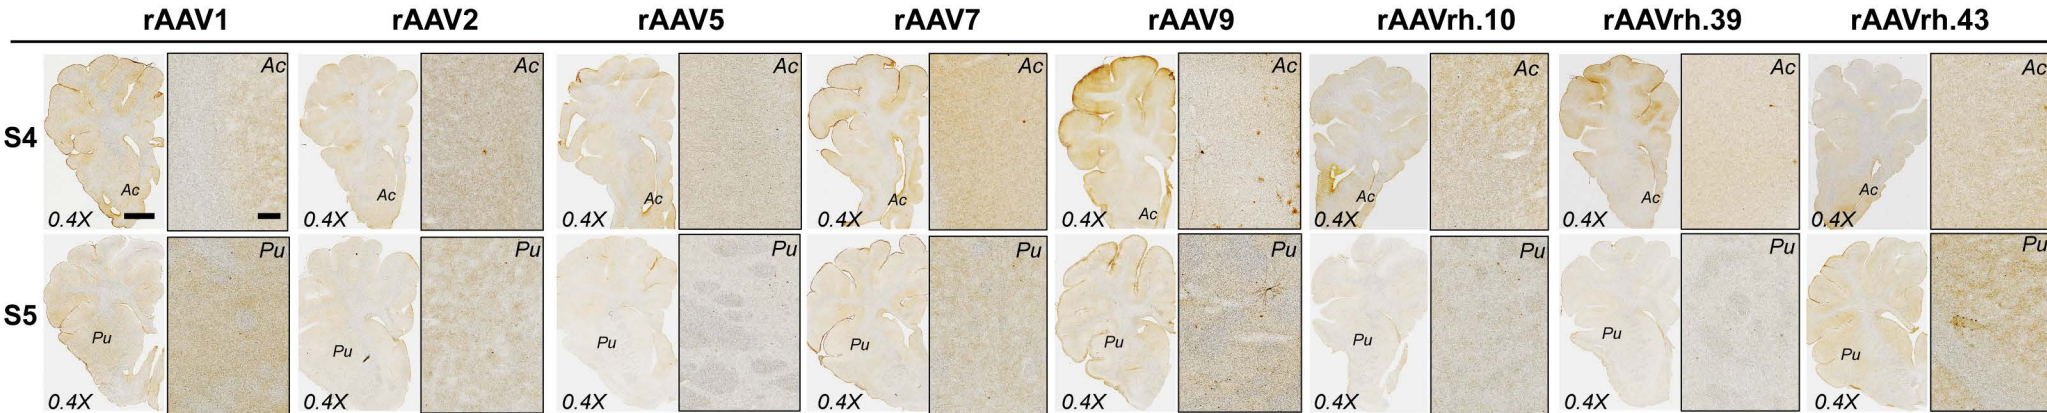 rAAV1 rAAV2 rAAV5 rAAV7 rAAV9 rAAVrh.10 rAAVrh.39 rAAVrh.43
Ac Ac Ac Ac Ac Ac Ac Ac
S4
Ac Ac Ac Ac Ac Ac Ac Ac
0.4X 0.4X 0.4X 0.4X 0.4X 0.4X 0.4X 0.4X
Pu Pu Pu Pu Pu Pu Pu Pu
S5
Pu Pu Pu Pu Pu Pu Pu Pu
0.4X 0.4X 0.4X 0.4X 0.4X 0.4X 0.4X 0.4X